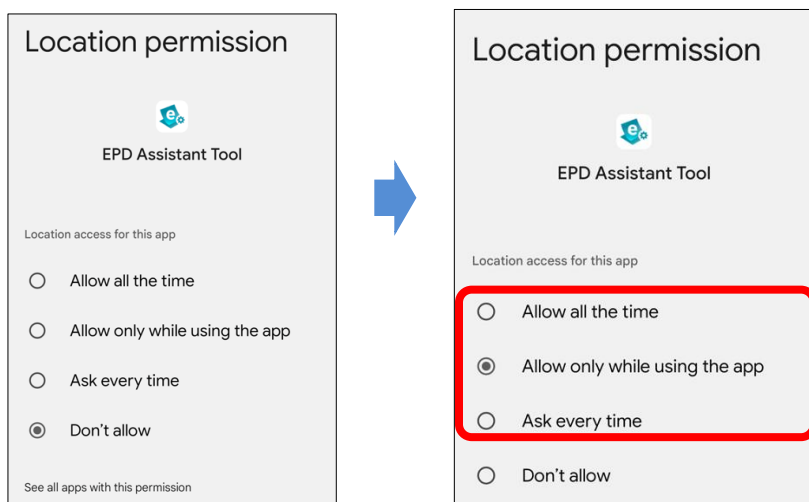 Location permission
EPD Assistant Tool
Location access for this app
Allow all the time
Allow only while using the app
Ask every time
Don't allow
See all apps with this permission
Location permission
EPD Assistant Tool
Location access for this app
Allow all the time
Allow only while using the app
Ask every time
Don't allow